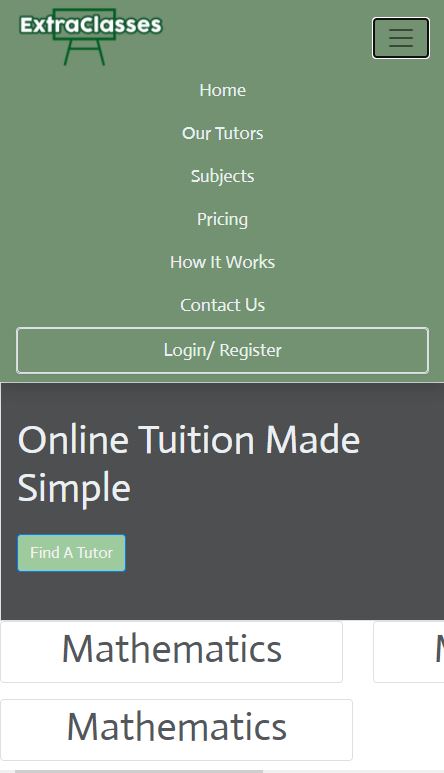 ExtraClasses
Home
Our Tutors
Subjects
Pricing
How It Works
Contact Us
Login/ Register
Online Tuition Made
Simple
Find A Tutor
Mathematics
Mathematics